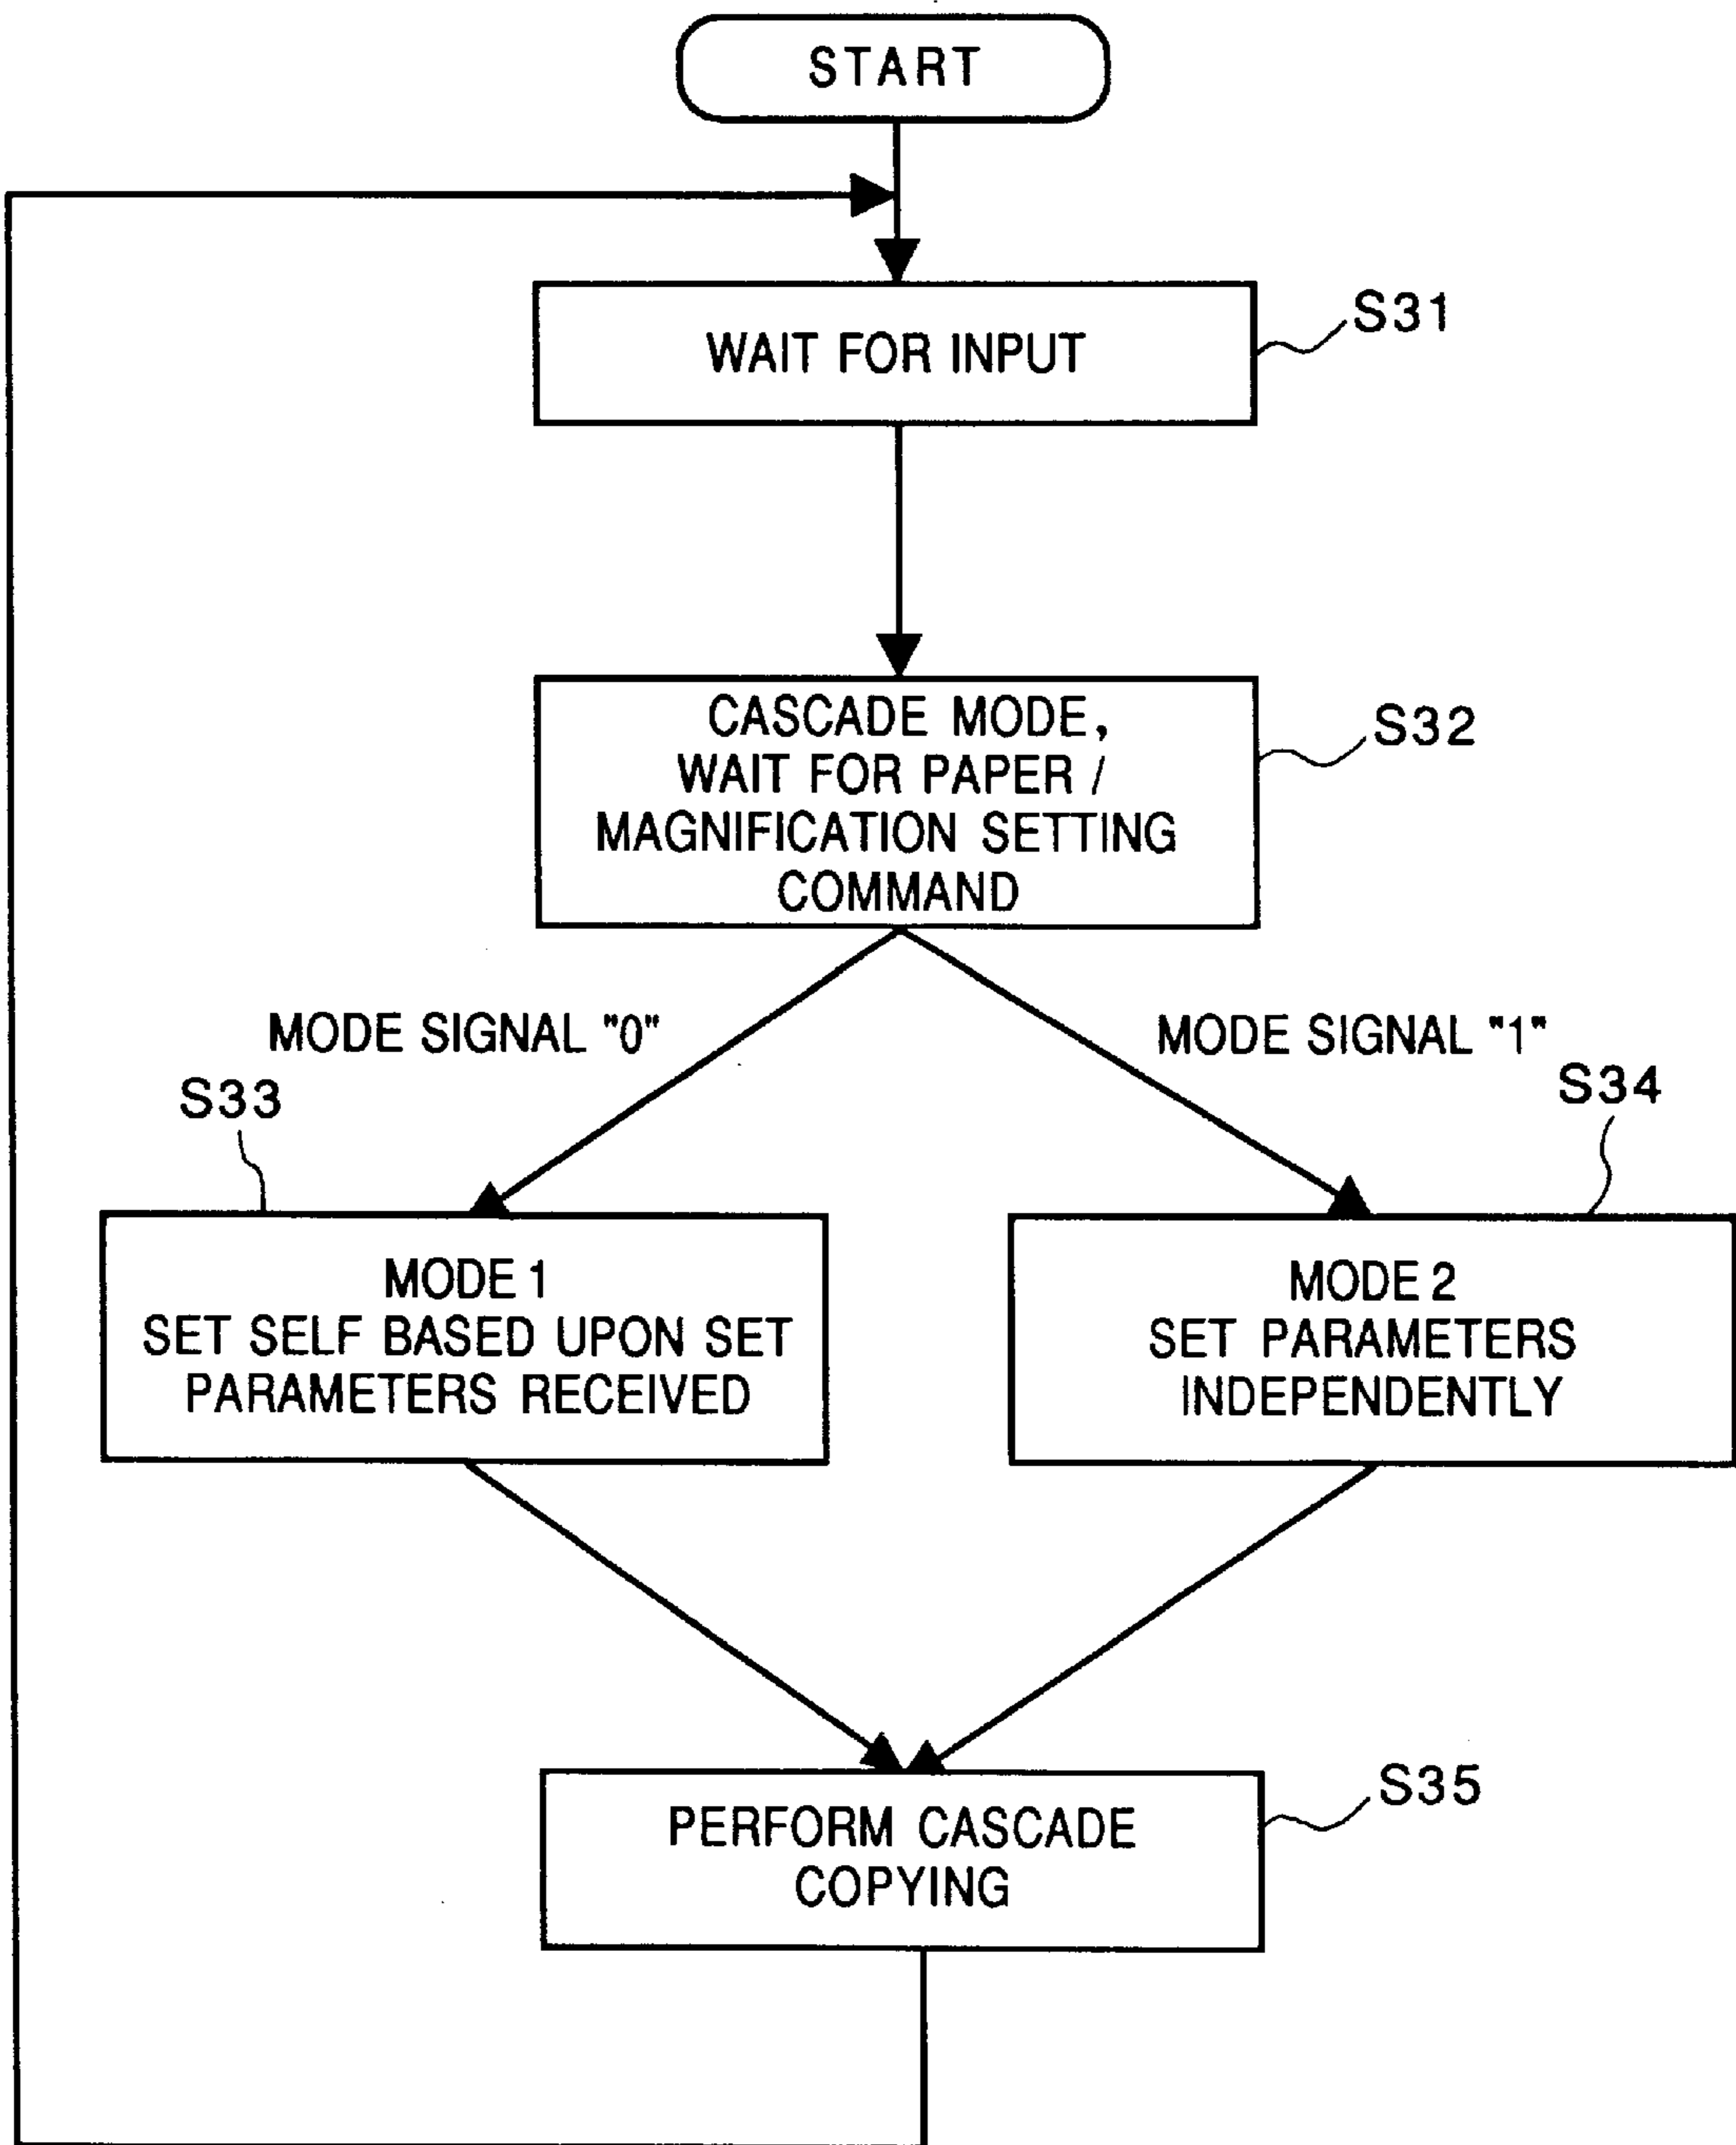 START
WAIT FOR INPUT
S31
CASCADE MODE,
WAIT FOR PAPER /
MAGNIFICATION SETTING
COMMAND
S32
MODE SIGNAL "0"
MODE SIGNAL "1"
S33
S34
MODE 1
SET SELF BASED UPON SET
PARAMETERS RECEIVED
MODE 2
SET PARAMETERS
INDEPENDENTLY
PERFORM CASCADE
COPYING
S35